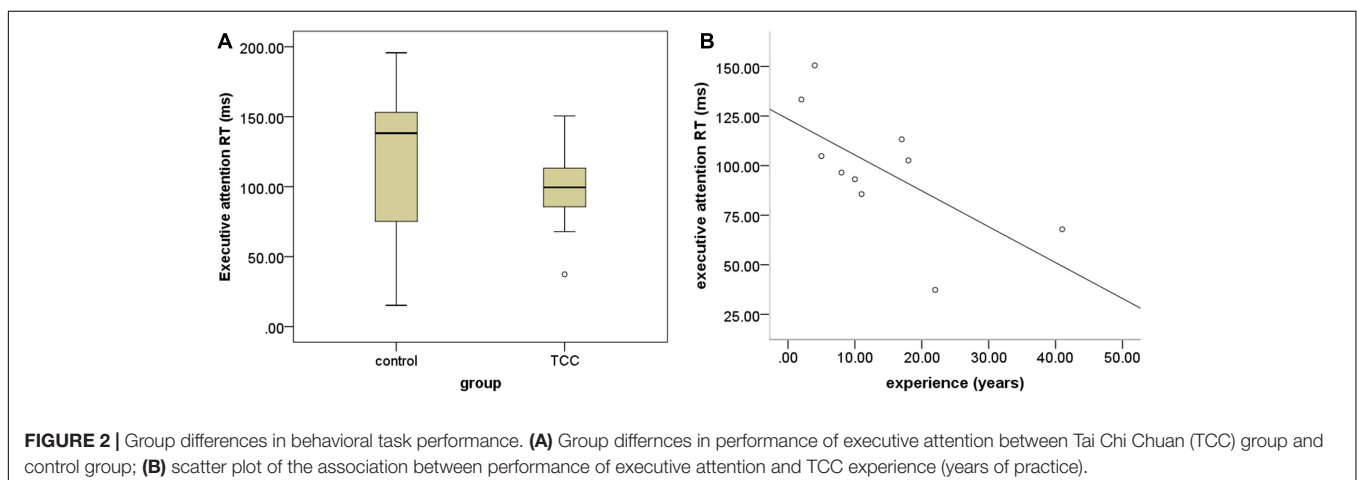 A
200.00
150.00
100.00
50.00
.00
Executive attention RT (ms)
control
TCC
group
B
150.00
125.00
100.00
75.00
50.00
25.00
executive attention RT (ms)
.00
10.00
20.00
30.00
40.00
50.00
experience (years)
FIGURE 2 | Group differences in behavioral task performance. (A) Group differnces in performance of executive attention between Tai Chi Chuan (TCC) group and
control group; (B) scatter plot of the association between performance of executive attention and TCC experience (years of practice).